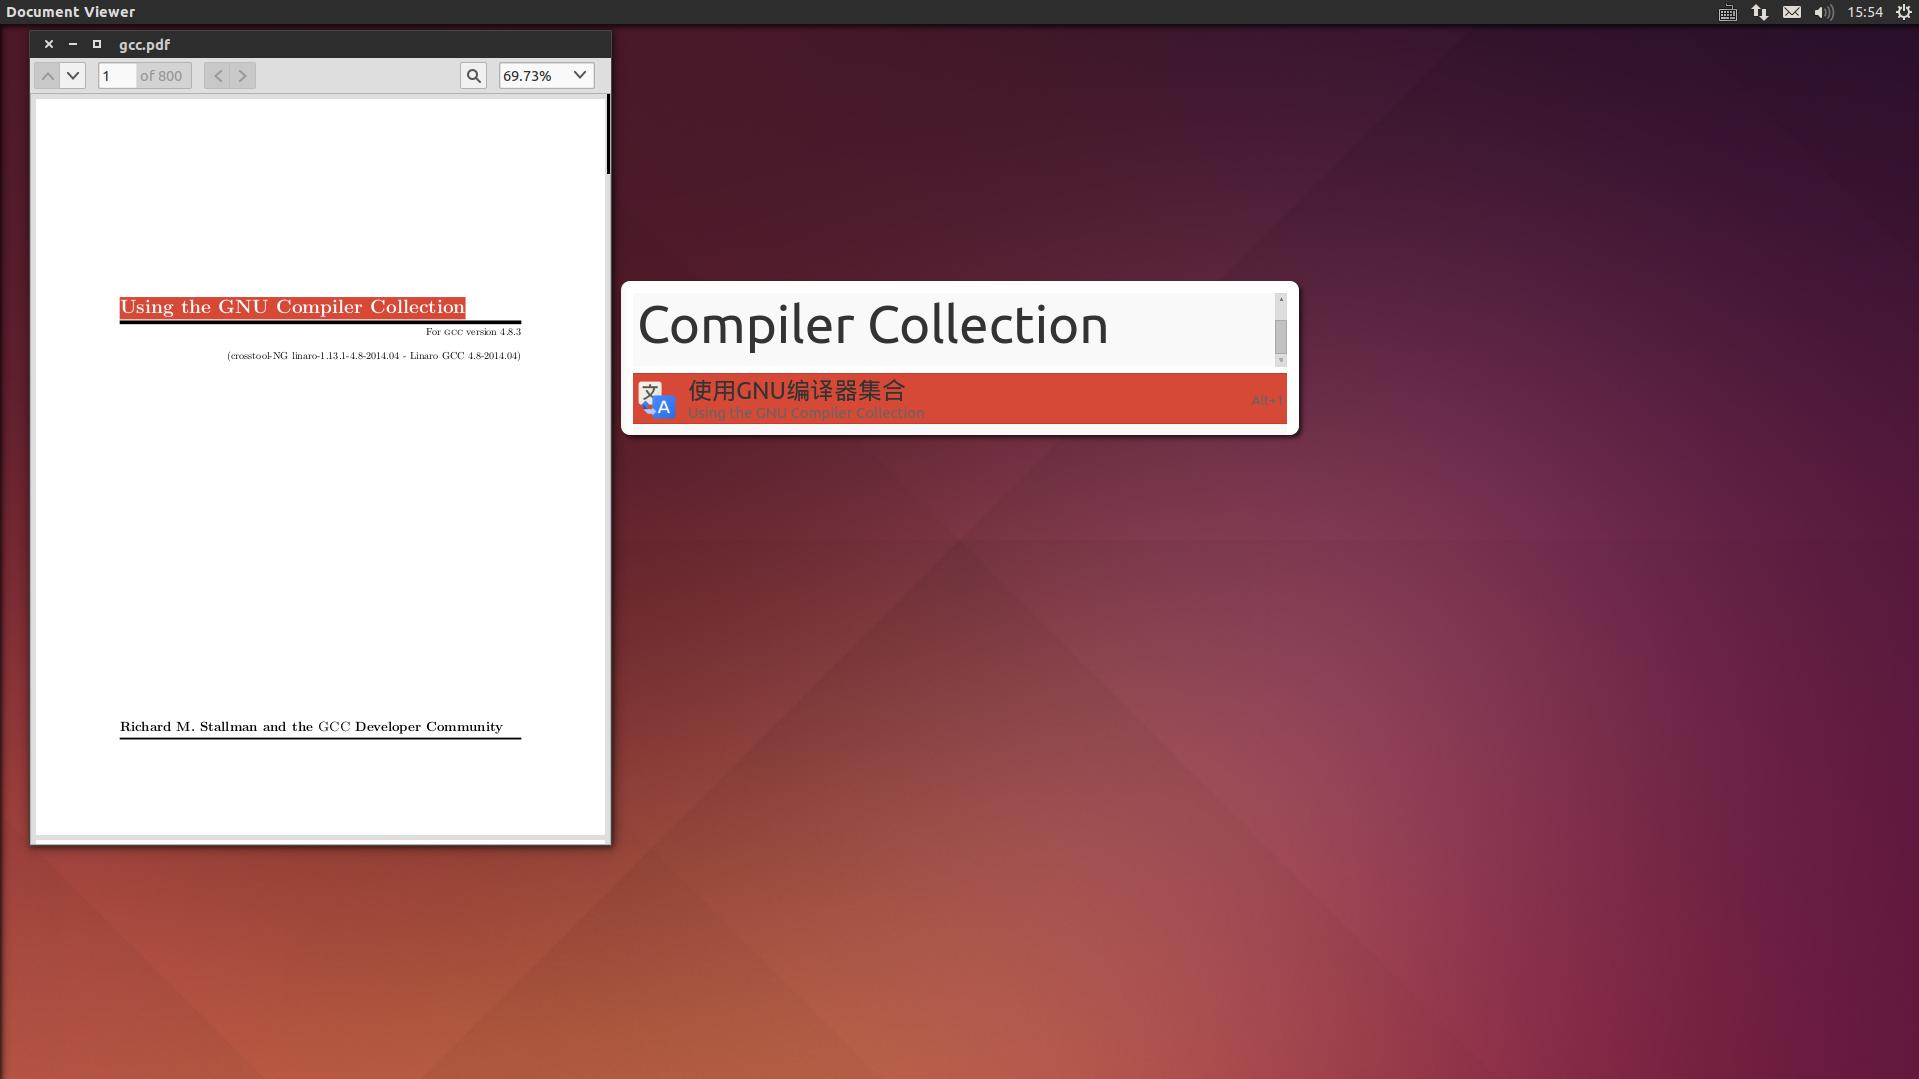 Document Viewer
15:54
gcc.pdf
1 of 800
69.73%
Using the GNU Compiler Collection
For GCC version 4.8.3
(crosstool-NG linaro-1.13.1-4.8-2014.04 - Linaro GCC 4.8-2014.04)
Richard M. Stallman and the GCC Developer Community
Compiler Collection
文 A
使用GNU编译器集合
Alt+1
Using the GNU Compiler Collection